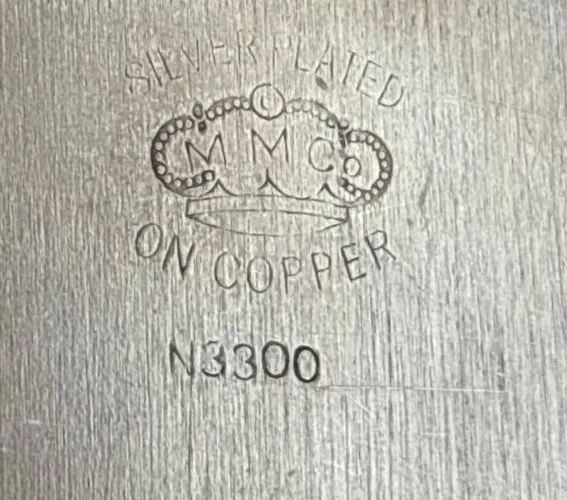 SILVER PLATED
L
M M Co
ON COPPER
N3300